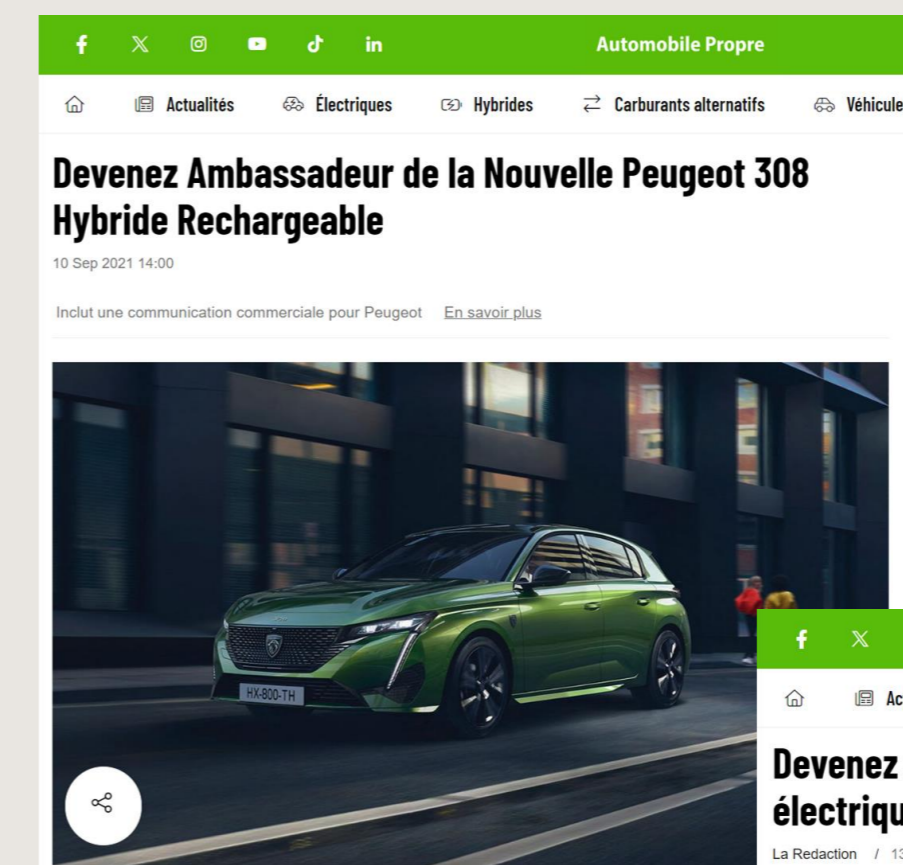 Automobile Propre
Actualités Électriques Hybrides Carburants alternatifs Véhicule
Devenez Ambassadeur de la Nouvelle Peugeot 308
Hybride Rechargeable
10 Sep 2021 14:00
Inclut une communication commerciale pour Peugeot En savoir plus
HX-800-TH
Ac
Devenez
électriqu
La Redaction / 13